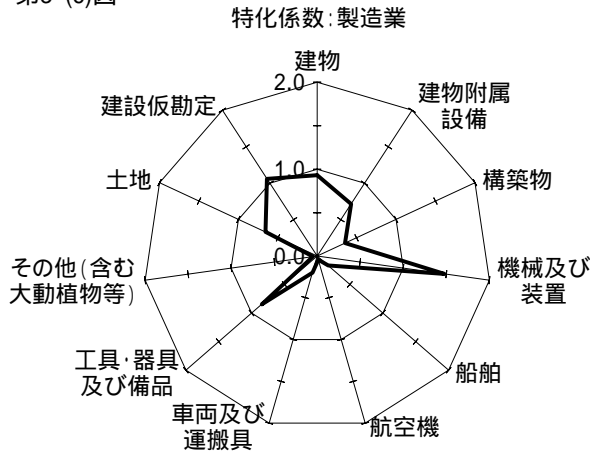 特化係数:製造業
建物
2.0
建物附属
設備
建設仮勘定
1.0
土地
構築物
0.0
その他(含む
大動植物等)
機械及び
装置
工具・器具
及び備品
船舶
車両及び
運搬具
航空機